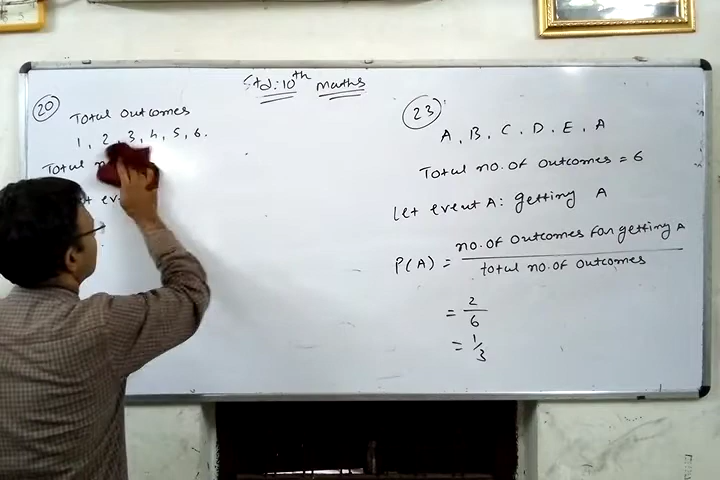 Std:10th Maths
20
Total outcomes
1, 2, 3, 4, 5, 6.
Total
23
A, B, C, D, E, A
Total no. of outcomes = 6
Let event A: getting A
P(A) = no. of outcomes for getting A
total no. of outcomes
= 2
6
= 1/3